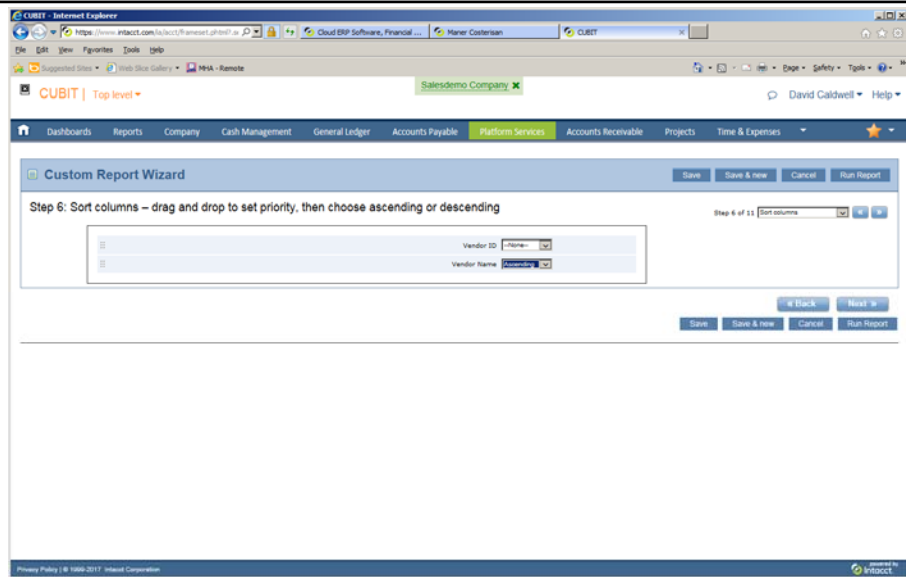 CUBIT - Internet Explorer
https://www.intacct.com/ia/acct/frameset.phtml?.o
Cloud ERP Software, Financial ...
Maner Costerisan
CUBIT
File Edit View Favorites Tools Help
Suggested Sites Web Slice Gallery MHA - Remote
Page Safety Tools
CUBIT | Top level
Salesdemo Company
David Caldwell Help
Dashboards Reports Company Cash Management General Ledger Accounts Payable Platform Services Accounts Receivable Projects Time & Expenses
Custom Report Wizard
Save Save & new Cancel Run Report
Step 6: Sort columns – drag and drop to set priority, then choose ascending or descending
Step 6 of 11 Sort columns
Vendor ID --None--
Vendor Name Ascending
« Back Next »
Save Save & new Cancel Run Report
Privacy Policy | © 1999-2017 Intacct Corporation
powered by
Intacct